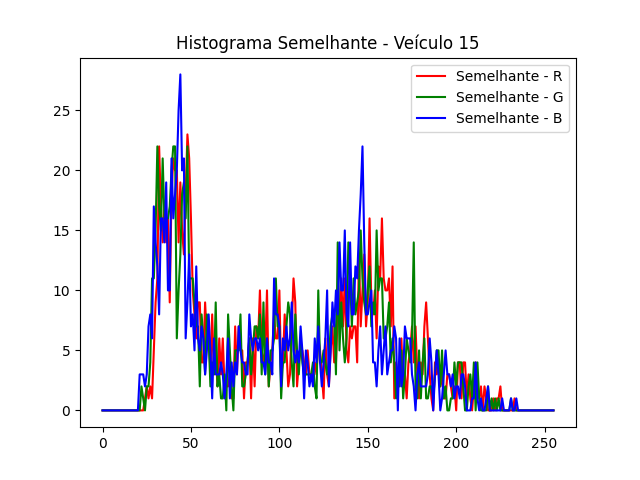 Histograma Semelhante - Veículo 15
Semelhante - R
Semelhante - G
Semelhante - B
25
20
15
10
5
0
0 50 100 150 200 250